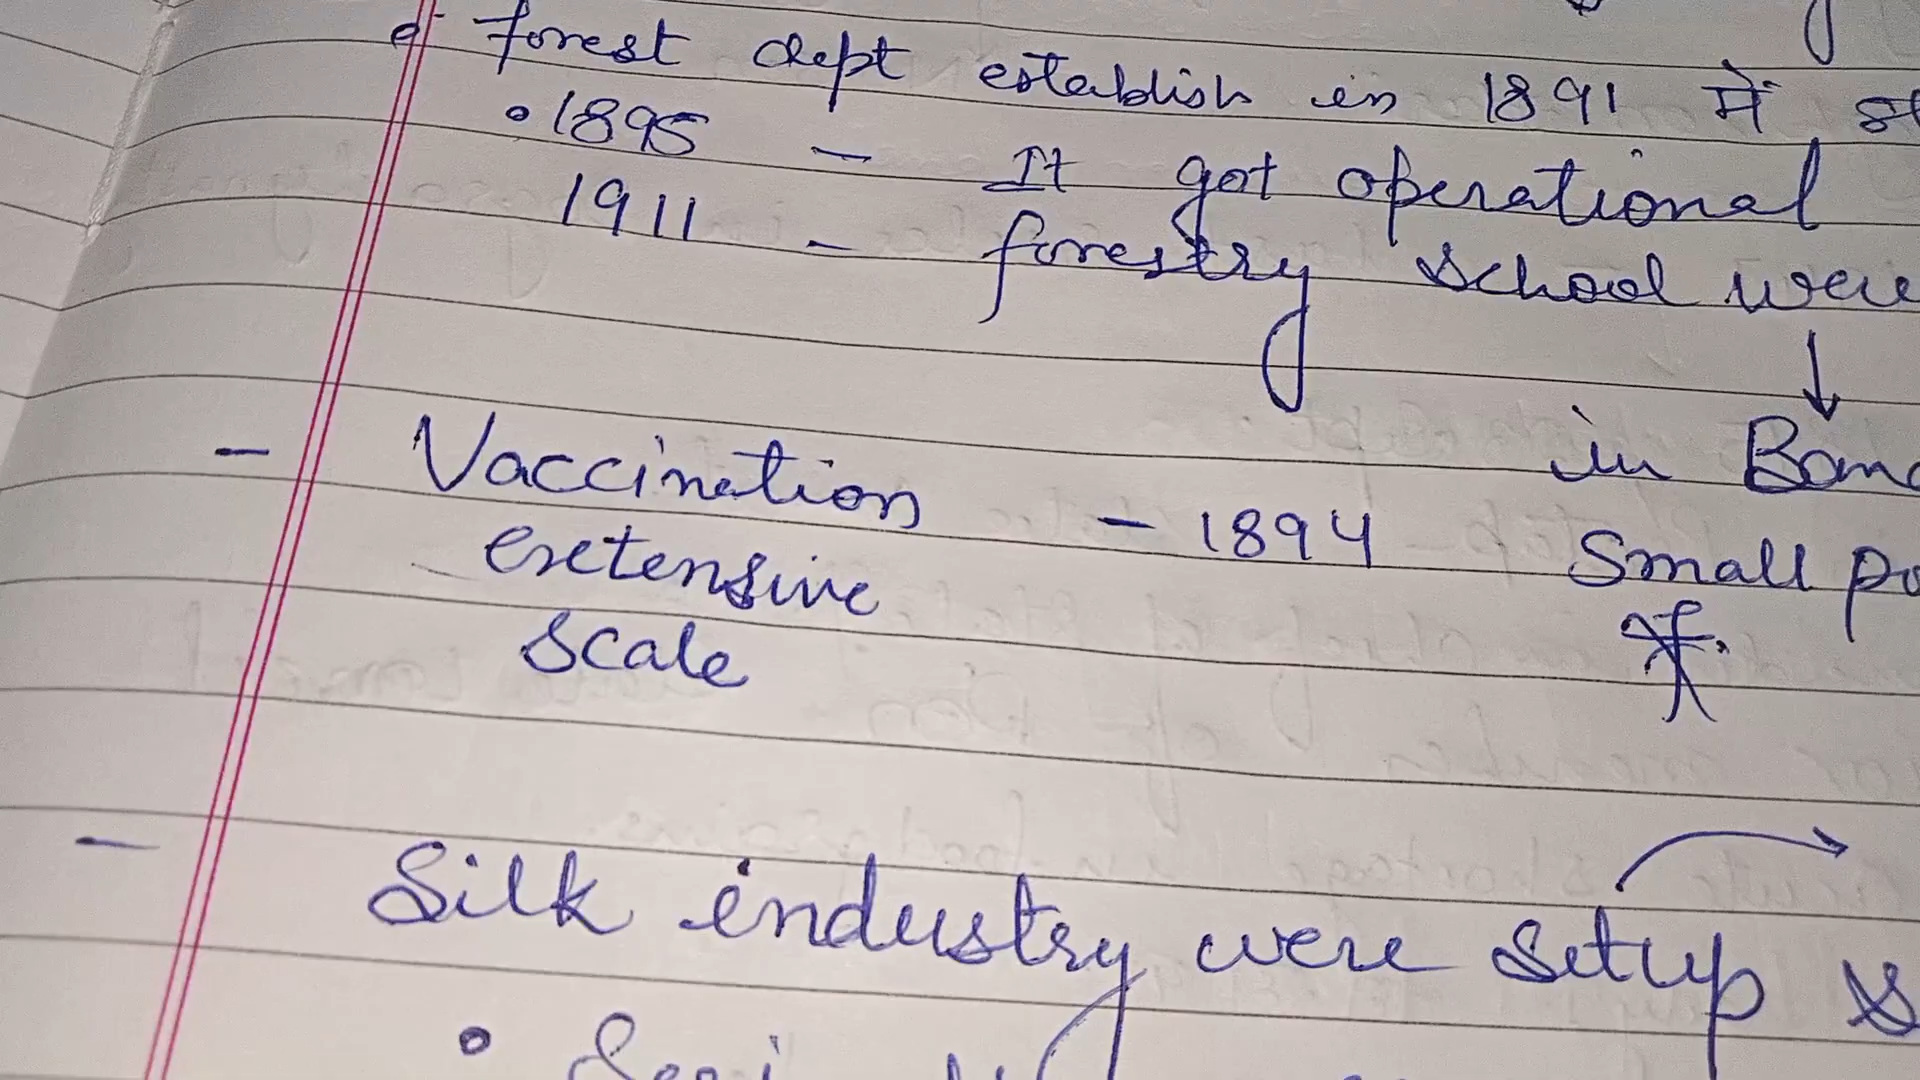 forest dept establish in 1891 में
• 1895 – It got operational
1911 – forestry school were
↓
in
Vaccination – 1894 Small
extensive
scale
– Silk industry were setup
•